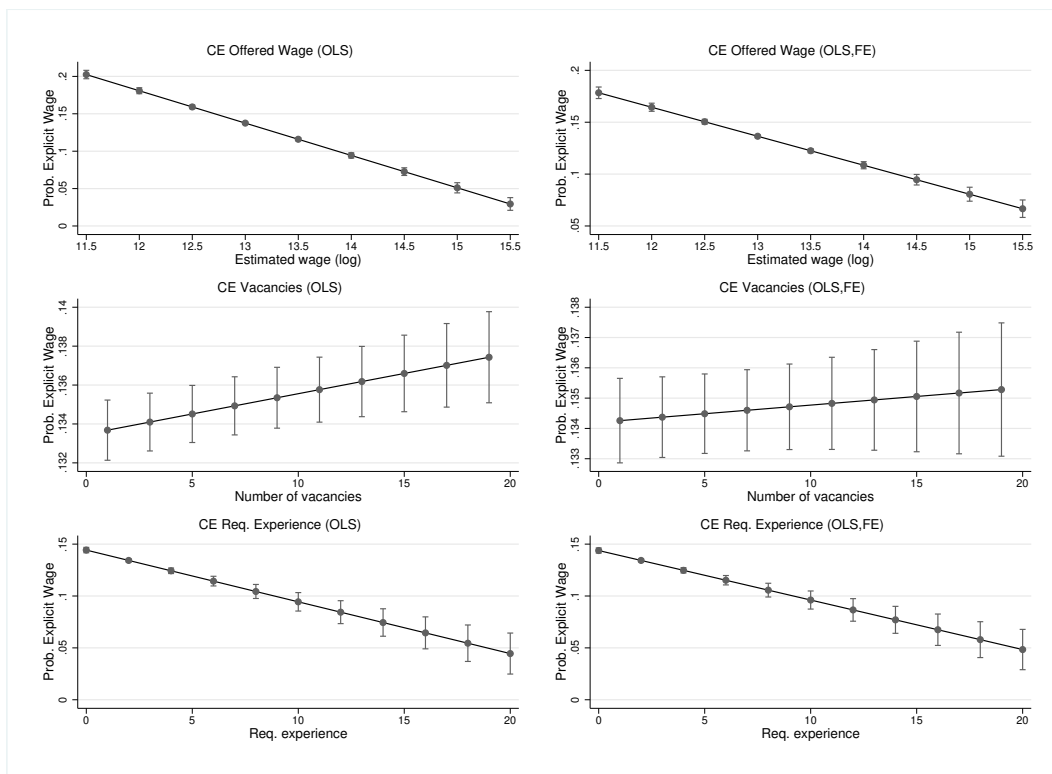 CE Offered Wage (OLS)
Prob. Explicit Wage
0 .05 .1 .15 .2
11.5 12 12.5 13 13.5 14 14.5 15 15.5
Estimated wage (log)
CE Offered Wage (OLS,FE)
Prob. Explicit Wage
.05 .1 .15 .2
11.5 12 12.5 13 13.5 14 14.5 15 15.5
Estimated wage (log)
CE Vacancies (OLS)
Prob. Explicit Wage
.132 .134 .136 .138 .14
0 5 10 15 20
Number of vacancies
CE Vacancies (OLS,FE)
Prob. Explicit Wage
.133 .134 .135 .136 .137 .138
0 5 10 15 20
Number of vacancies
CE Req. Experience (OLS)
Prob. Explicit Wage
0 .05 .1 .15
0 5 10 15 20
Req. experience
CE Req. Experience (OLS,FE)
Prob. Explicit Wage
0 .05 .1 .15
0 5 10 15 20
Req. experience